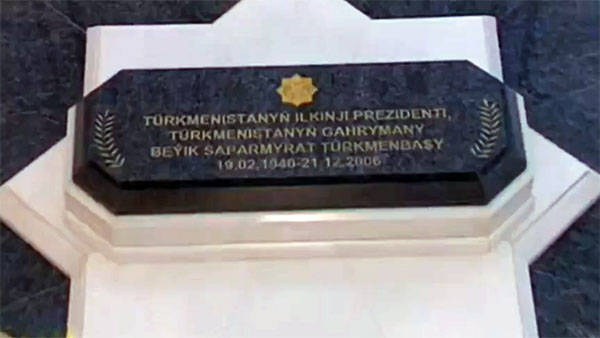 TÜRKMENISTANYŇ ILKINJI PREZIDENTI,
TÜRKMENISTANYŇ GAHRYMANY
BEÝIK SAPARMYRAT TÜRKMENBAŞY
19.02.1940-21.12.2006